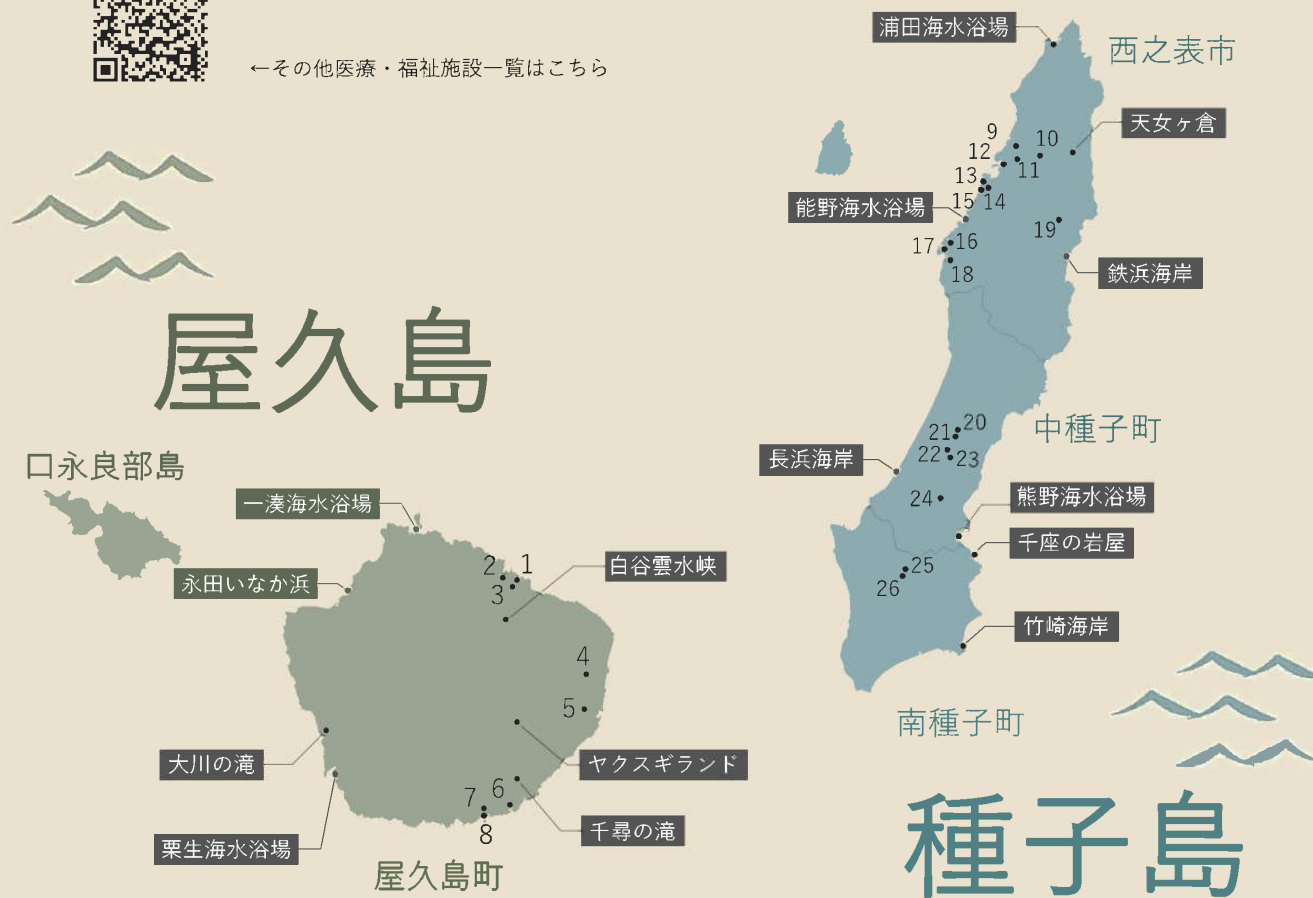 ←その他医療・福祉施設一覧はこちら
屋久島
口永良部島
一湊海水浴場
永田いなか浜
白谷雲水峡
1
2
3
4
5
6
7
8
大川の滝
栗生海水浴場
ヤクスギランド
千尋の滝
屋久島町
浦田海水浴場
西之表市
天女ヶ倉
9
10
11
12
13
14
15
能野海水浴場
16
17
18
19
鉄浜海岸
中種子町
20
21
22
23
24
長浜海岸
熊野海水浴場
千座の岩屋
25
26
竹崎海岸
南種子町
種子島